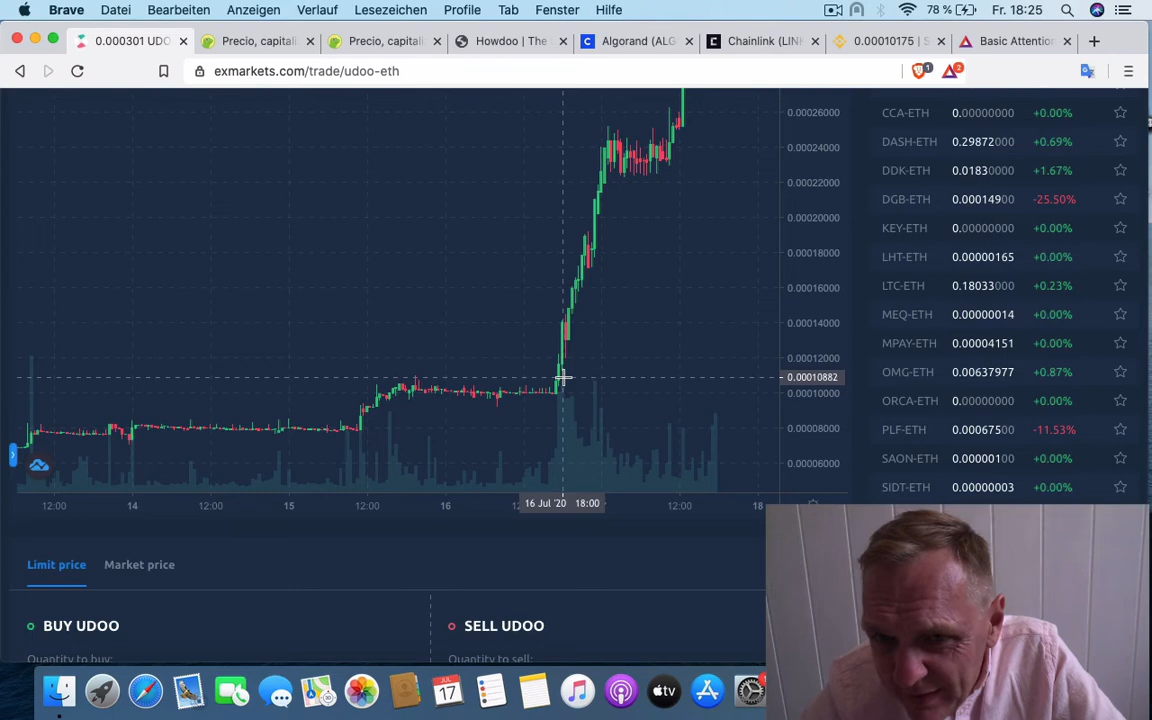 Brave Datei Bearbeiten Anzeigen Verlauf Lesezeichen Profile Tab Fenster Hilfe 78 % Fr. 18:25
0.000301 UDO Precio, capitali Precio, capitali Howdoo | The Algorand (ALG Chainlink (LINK 0.00010175 | S Basic Attention
exmarkets.com/trade/udoo-eth 1 2
0.00026000
0.00024000
0.00022000
0.00020000
0.00018000
0.00016000
0.00014000
0.00012000
0.00010882
0.00010000
0.00008000
0.00006000
12:00 14 12:00 15 12:00 16 16 Jul '20 18:00 12:00 18
CCA-ETH 0.00000000 +0.00%
DASH-ETH 0.29872000 +0.69%
DDK-ETH 0.01830000 +1.67%
DGB-ETH 0.00014900 -25.50%
KEY-ETH 0.00000000 +0.00%
LHT-ETH 0.00000165 +0.00%
LTC-ETH 0.18033000 +0.23%
MEQ-ETH 0.00000014 +0.00%
MPAY-ETH 0.00004151 +0.00%
OMG-ETH 0.00637977 +0.87%
ORCA-ETH 0.00000000 +0.00%
PLF-ETH 0.00067500 -11.53%
SAON-ETH 0.00000100 +0.00%
SIDT-ETH 0.00000003 +0.00%
Limit price Market price
BUY UDOO SELL UDOO
Quantity to buy: Quantity to sell:
JUL
17
tv